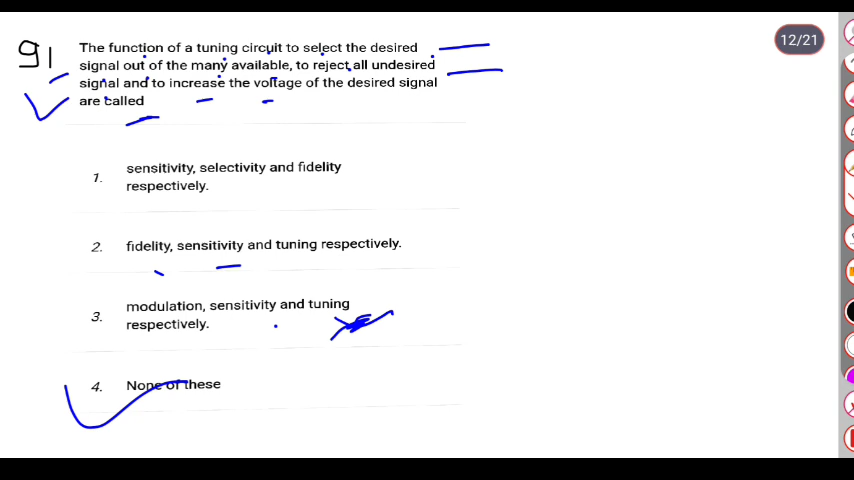 12/21
91
The function of a tuning circuit to select the desired
signal out of the many available, to reject all undesired
signal and to increase the voltage of the desired signal
are called
1. sensitivity, selectivity and fidelity
respectively.
2. fidelity, sensitivity and tuning respectively.
3. modulation, sensitivity and tuning
respectively.
4. None of these